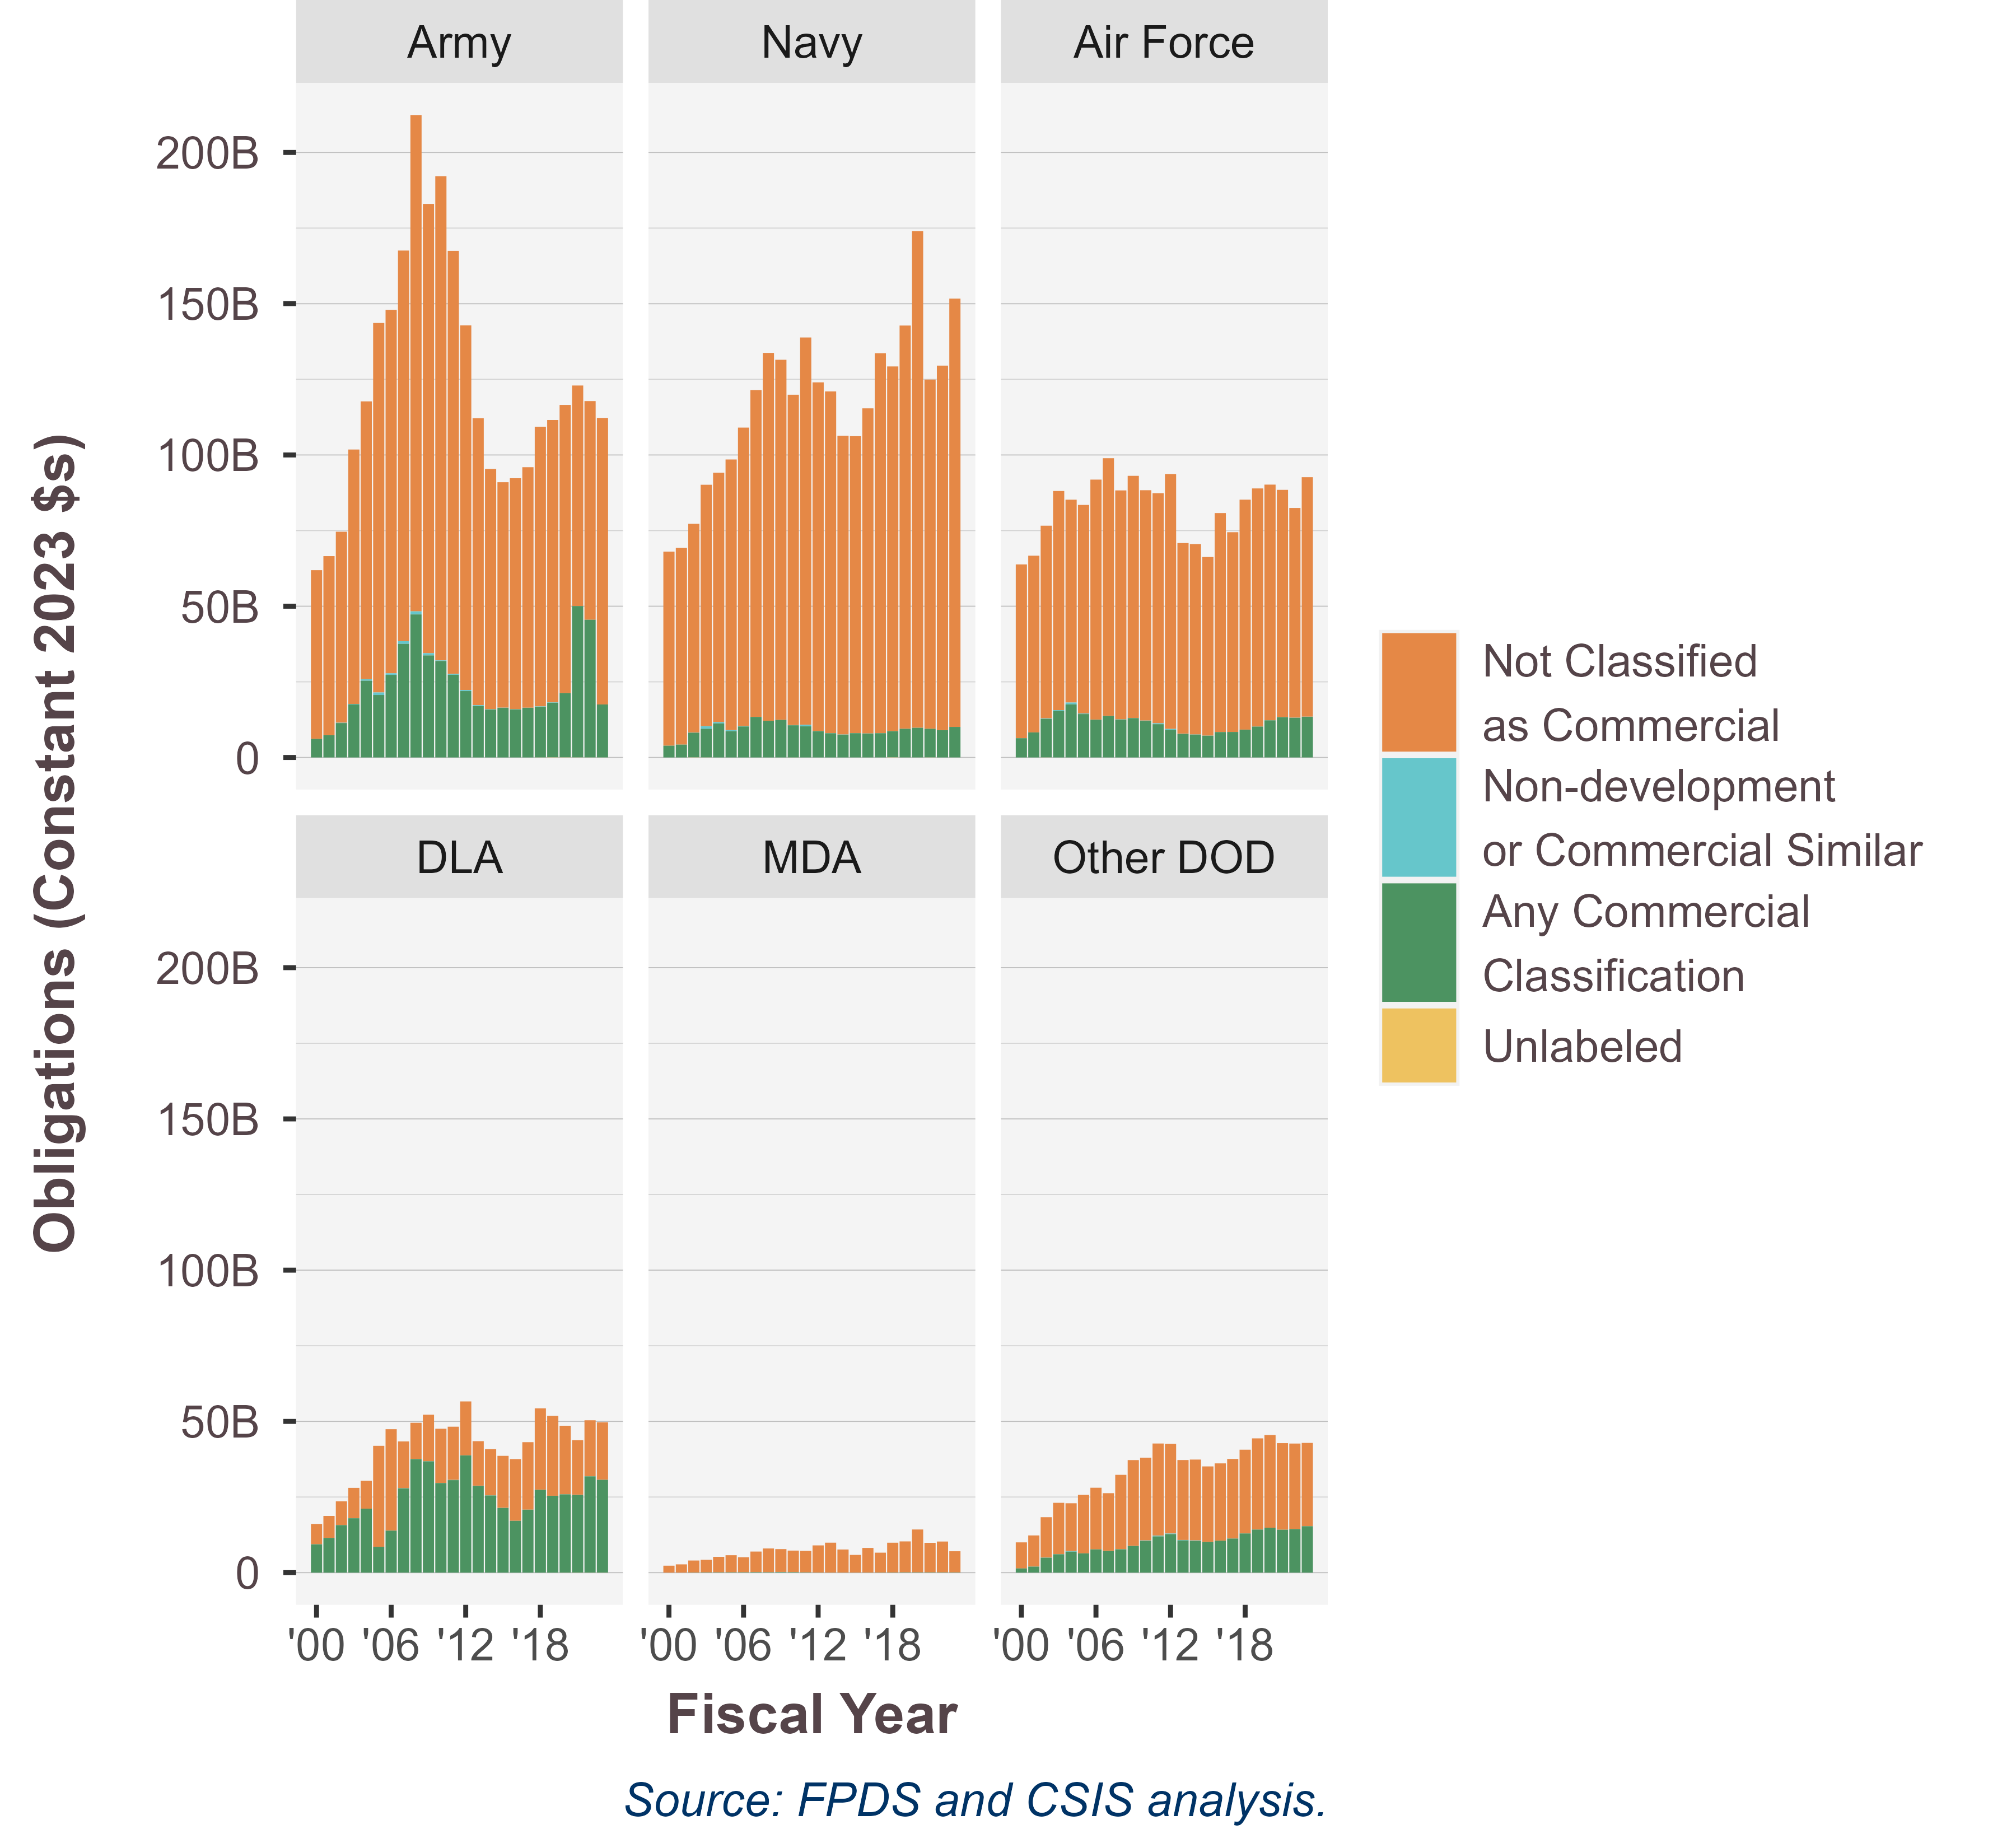 Army
Navy
Air Force
200B
150B
100B
50B
0
DLA
MDA
Other DOD
200B
150B
100B
50B
0
'00 '06 '12 '18
'00 '06 '12 '18
'00 '06 '12 '18
Fiscal Year
Obligations (Constant 2023 $s)
Not Classified
as Commercial
Non-development
or Commercial Similar
Any Commercial
Classification
Unlabeled
Source: FPDS and CSIS analysis.